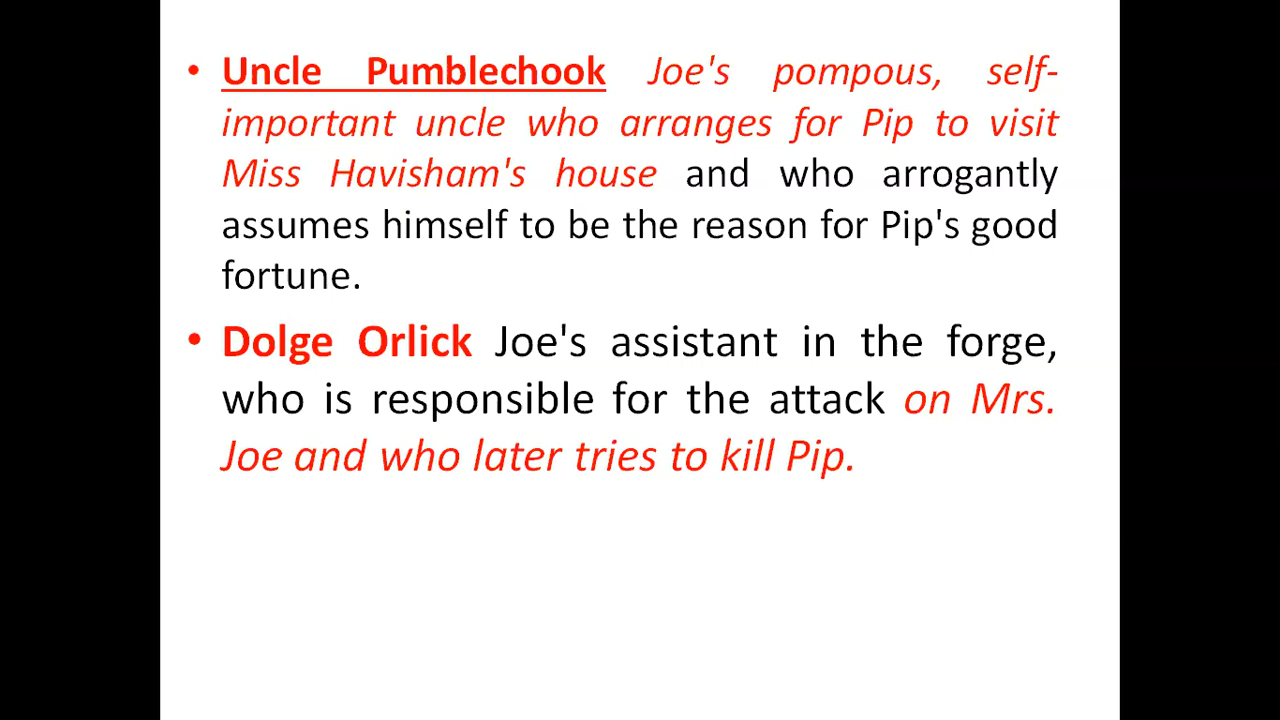 • Uncle Pumblechook Joe's pompous, self-
important uncle who arranges for Pip to visit
Miss Havisham's house and who arrogantly
assumes himself to be the reason for Pip's good
fortune.
• Dolge Orlick Joe's assistant in the forge,
who is responsible for the attack on Mrs.
Joe and who later tries to kill Pip.